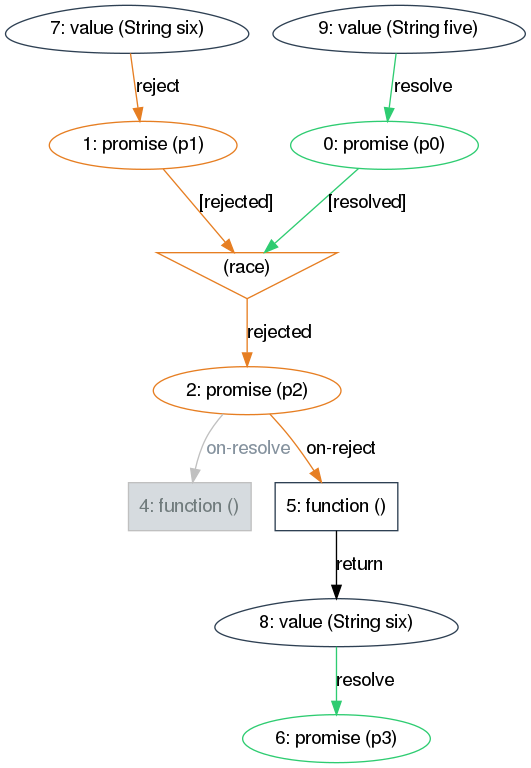 7: value (String six)
9: value (String five)
reject
resolve
1: promise (p1)
0: promise (p0)
[rejected]
[resolved]
(race)
rejected
2: promise (p2)
on-resolve
on-reject
4: function ()
5: function ()
return
8: value (String six)
resolve
6: promise (p3)